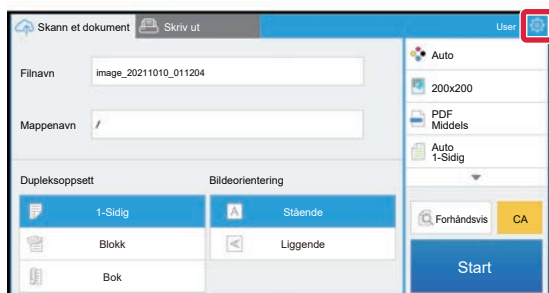 Skann et dokument
Skriv ut
User
Filnavn
image_20211010_011204
Mappenavn
/
Dupleksoppsett
Bildeorientering
1-Sidig
Blokk
Bok
A
Stående
A
Liggende
Auto
200x200
PDF
Middels
Auto
1-Sidig
Forhåndsvis
CA
Start